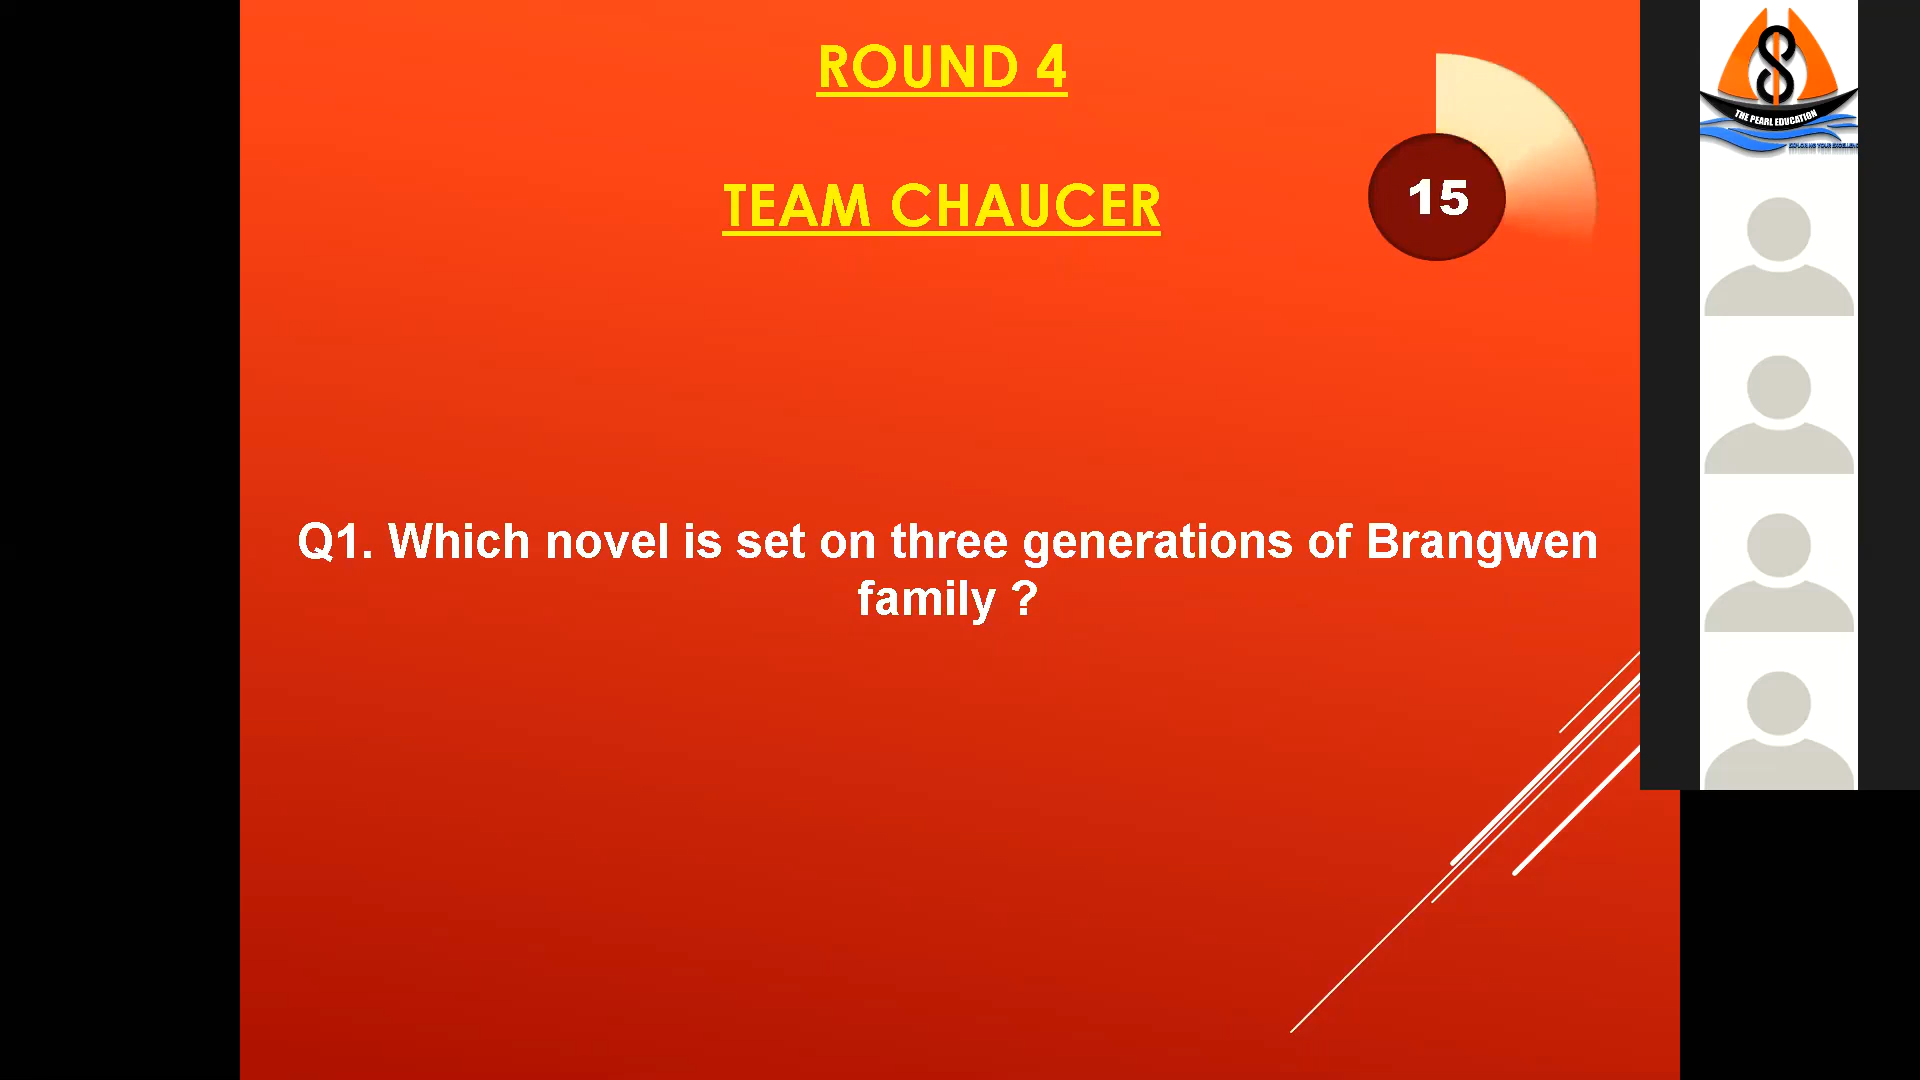 ROUND 4
TEAM CHAUCER
15
Q1. Which novel is set on three generations of Brangwen
family ?
THE PEARL EDUCATION